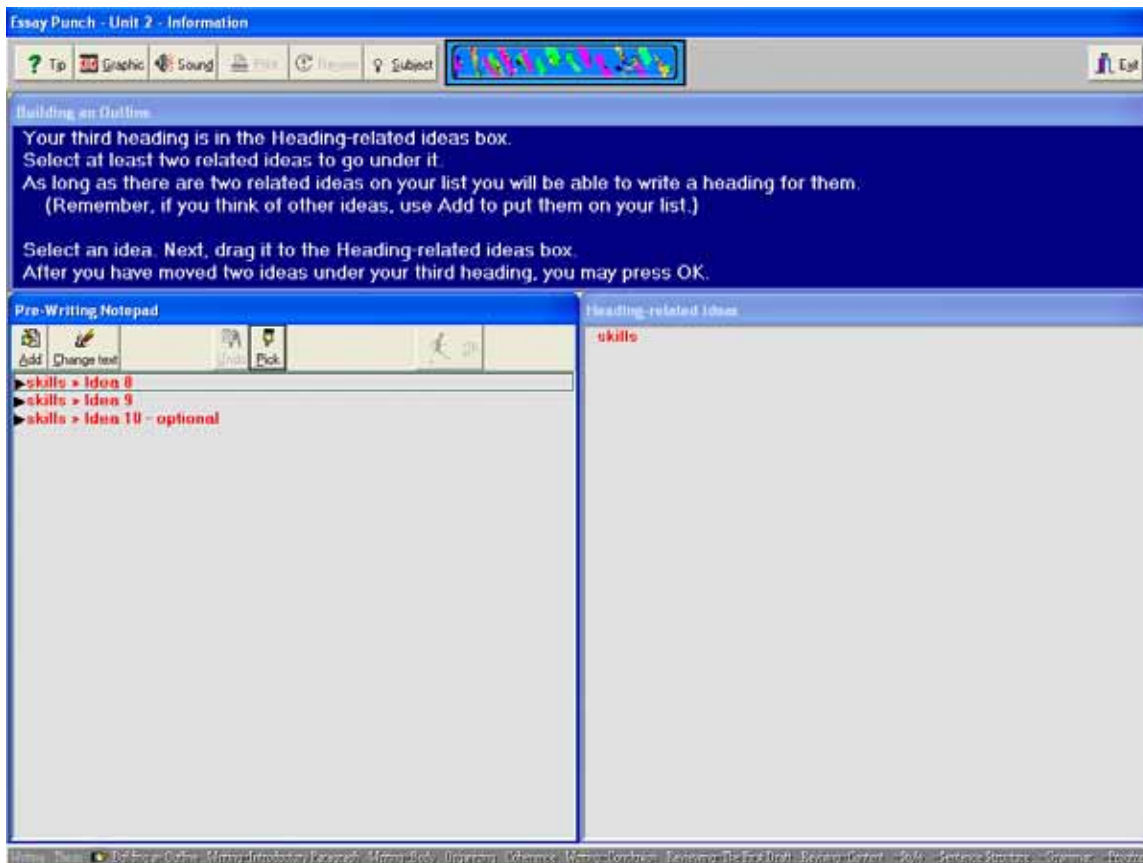 Essay Punch - Unit 2 - Information
? Tip Graphic Sound Print Subject Exit
Building an Outline
Your third heading is in the Heading-related ideas box.
Select at least two related ideas to go under it.
As long as there are two related ideas on your list you will be able to write a heading for them.
(Remember, if you think of other ideas, use Add to put them on your list.)
Select an idea. Next, drag it to the Heading-related ideas box.
After you have moved two ideas under your third heading, you may press OK.
Pre-Writing Notepad
Heading-related Ideas
Add Change text Undo Pick OK
skills
skills » Idea 8
skills » Idea 9
skills » Idea 10 - optional